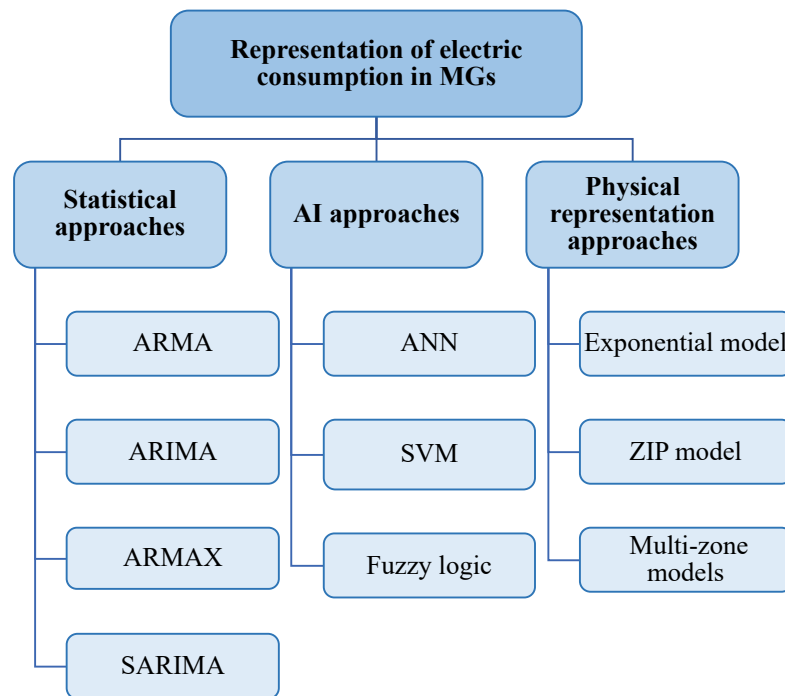 Representation of electric
consumption in MGs
Statistical
approaches
AI approaches
Physical
representation
approaches
ARMA
ANN
Exponential model
ARIMA
SVM
ZIP model
ARMAX
Fuzzy logic
Multi-zone
models
SARIMA